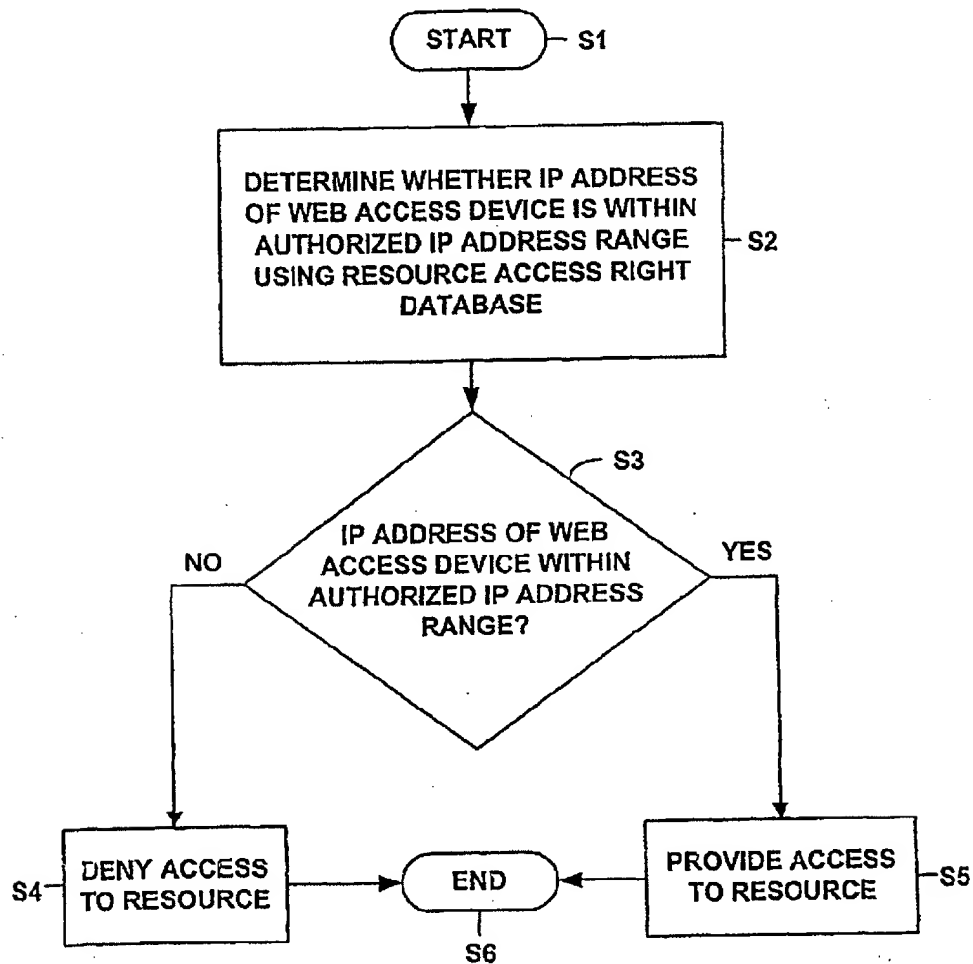 START
S1
DETERMINE WHETHER IP ADDRESS
OF WEB ACCESS DEVICE IS WITHIN
AUTHORIZED IP ADDRESS RANGE
USING RESOURCE ACCESS RIGHT
DATABASE
S2
S3
IP ADDRESS OF WEB
ACCESS DEVICE WITHIN
AUTHORIZED IP ADDRESS
RANGE?
NO
YES
S4
DENY ACCESS
TO RESOURCE
END
S6
PROVIDE ACCESS
TO RESOURCE
S5